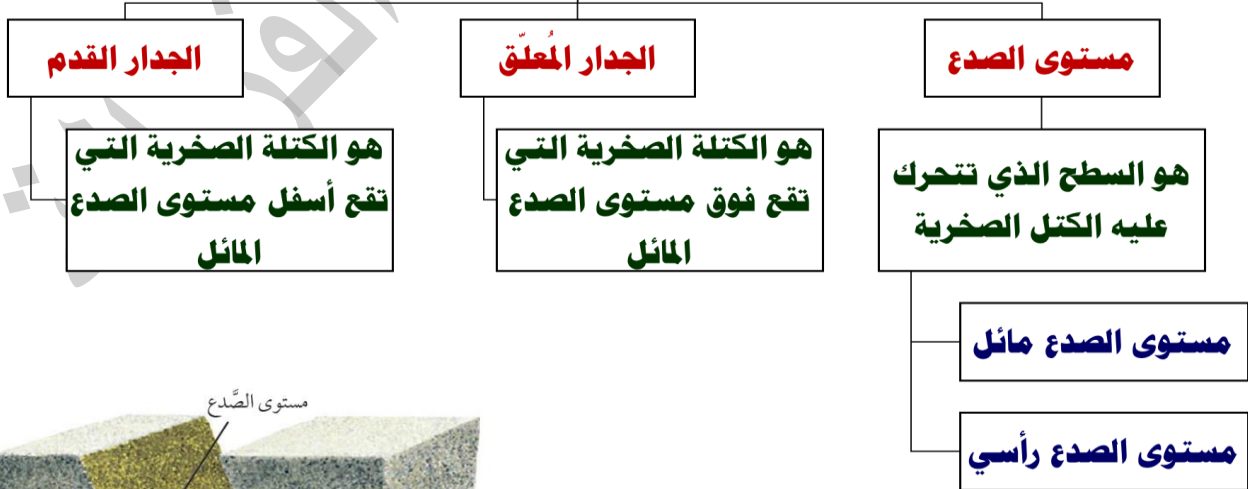 مستوى الصدع
هو السطح الذي تتحرك
عليه الكتل الصخرية
مستوى الصدع مائل
مستوى الصدع رأسي
الجدار المُعلّق
هو الكتلة الصخرية التي
تقع فوق مستوى الصدع
المائل
الجدار القدم
هو الكتلة الصخرية التي
تقع أسفل مستوى الصدع
المائل
مستوى الصَّدع